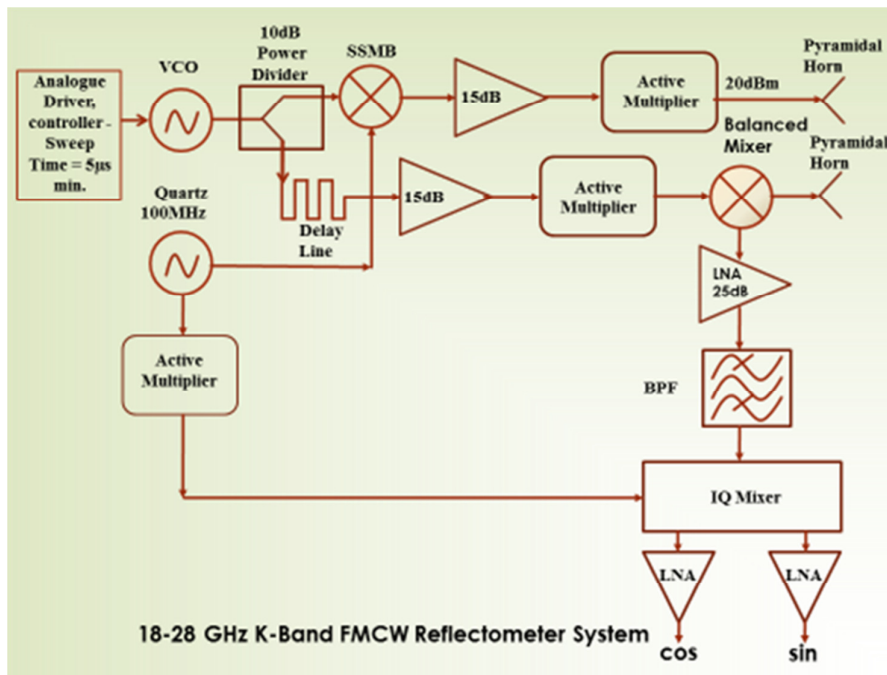 10dB
Power
Divider
VCO
SSMB
Pyramidal
Horn
Analogue
Driver,
controller -
Sweep
Time = 5µs
min.
15dB
Active
Multiplier
20dBm
Balanced
Mixer
Pyramidal
Horn
Quartz
100MHz
Delay
Line
15dB
Active
Multiplier
LNA
25dB
Active
Multiplier
BPF
IQ Mixer
LNA
LNA
18-28 GHz K-Band FMCW Reflectometer System
cos
sin